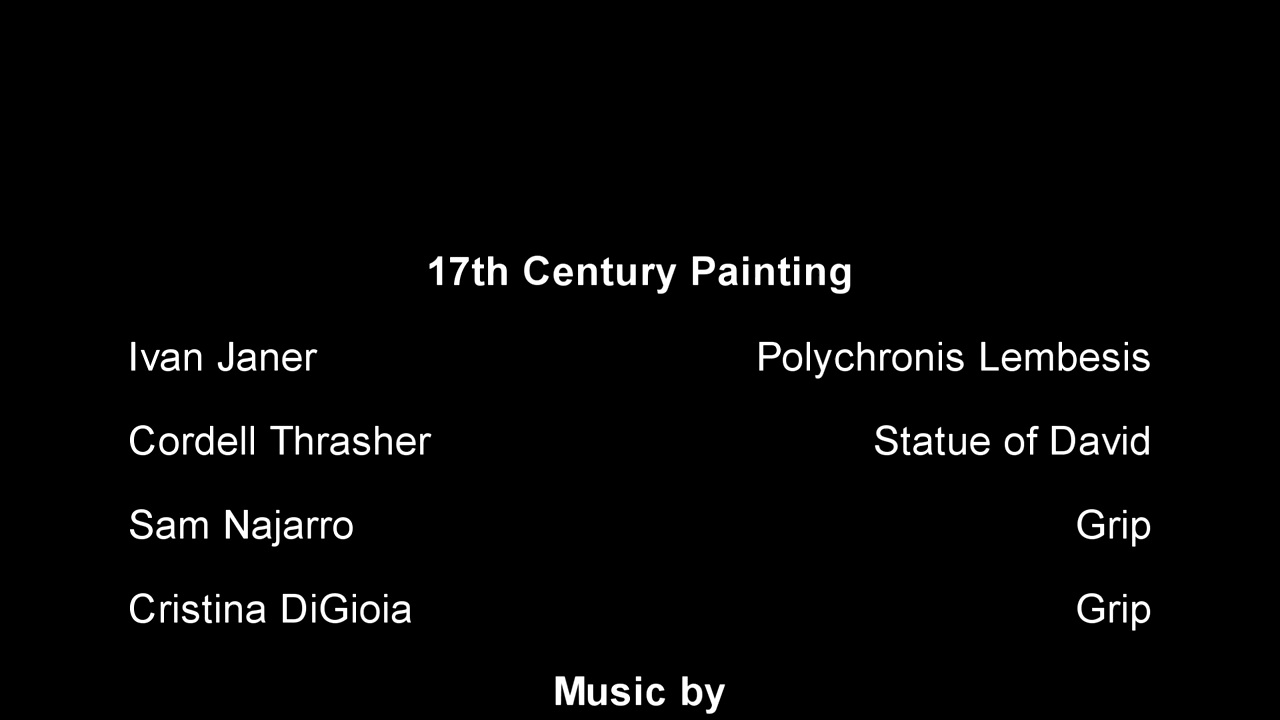 17th Century Painting
Ivan Janer Polychronis Lembesis
Cordell Thrasher Statue of David
Sam Najarro Grip
Cristina DiGioia Grip
Music by